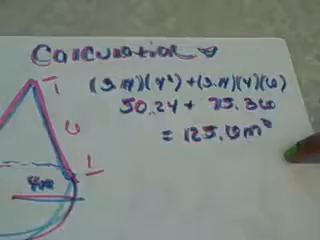 Calculation
(3.14)(4²)+(3.14)(4)(6)
50.24 + 75.36
= 125.6m²
6
4m